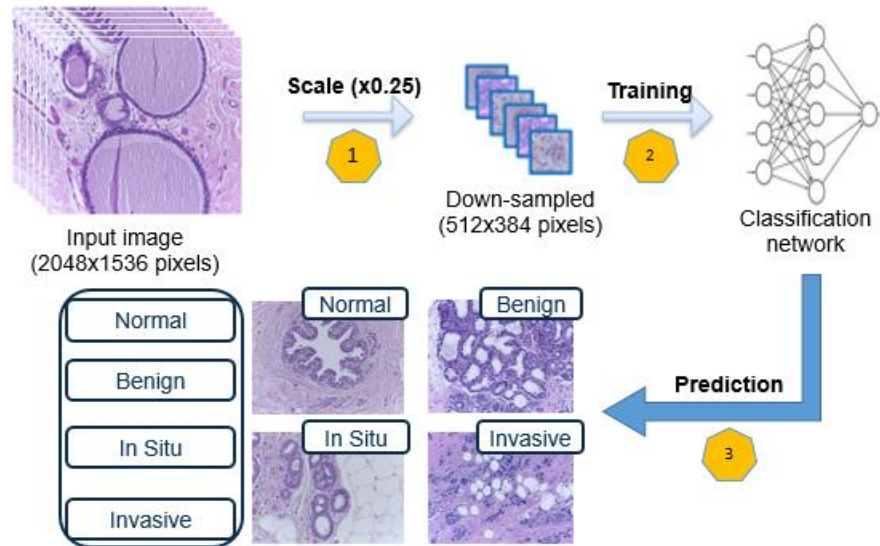 Scale (x0.25)
1
Training
2
Input image
(2048x1536 pixels)
Down-sampled
(512x384 pixels)
Classification
network
Normal
Benign
In Situ
Invasive
Normal
Benign
In Situ
Invasive
Prediction
3